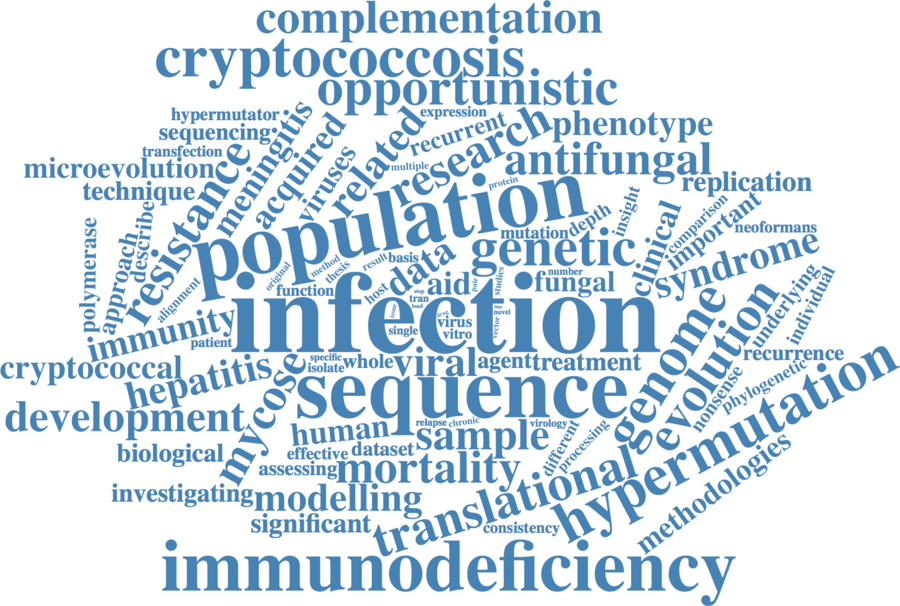 complementation
cryptococcosis
opportunistic
hypermutator
expression
sequencing
recurrent
phenotype
transfection
meningitis
acquired
related
research
antifungal
microevolution
viruses
multiple
technique
resistance
protein
replication
population
insight
comparison
describe
depth
clinical
important
neoformans
polymerase
approach
mutation
genetic
syndrome
original
method
thesis
result
basis
data
studies
number
alignment
function
host
aid
pair
fungal
underlying
individual
infection
immunity
stop
tran
load
drug
novel
virus
single
vector
vitro
patient
genome
evolution
cryptococcal
hepatitis
mycose
specific
isolate
whole
viral
agent
treatment
recurrence
sequence
nonsense
phylogenetic
development
human
relapse
chronic
sample
virology
different
processing
hypermutation
biological
effective
dataset
assessing
mortality
translational
methodologies
investigating
modelling
significant
consistency
immunodeficiency